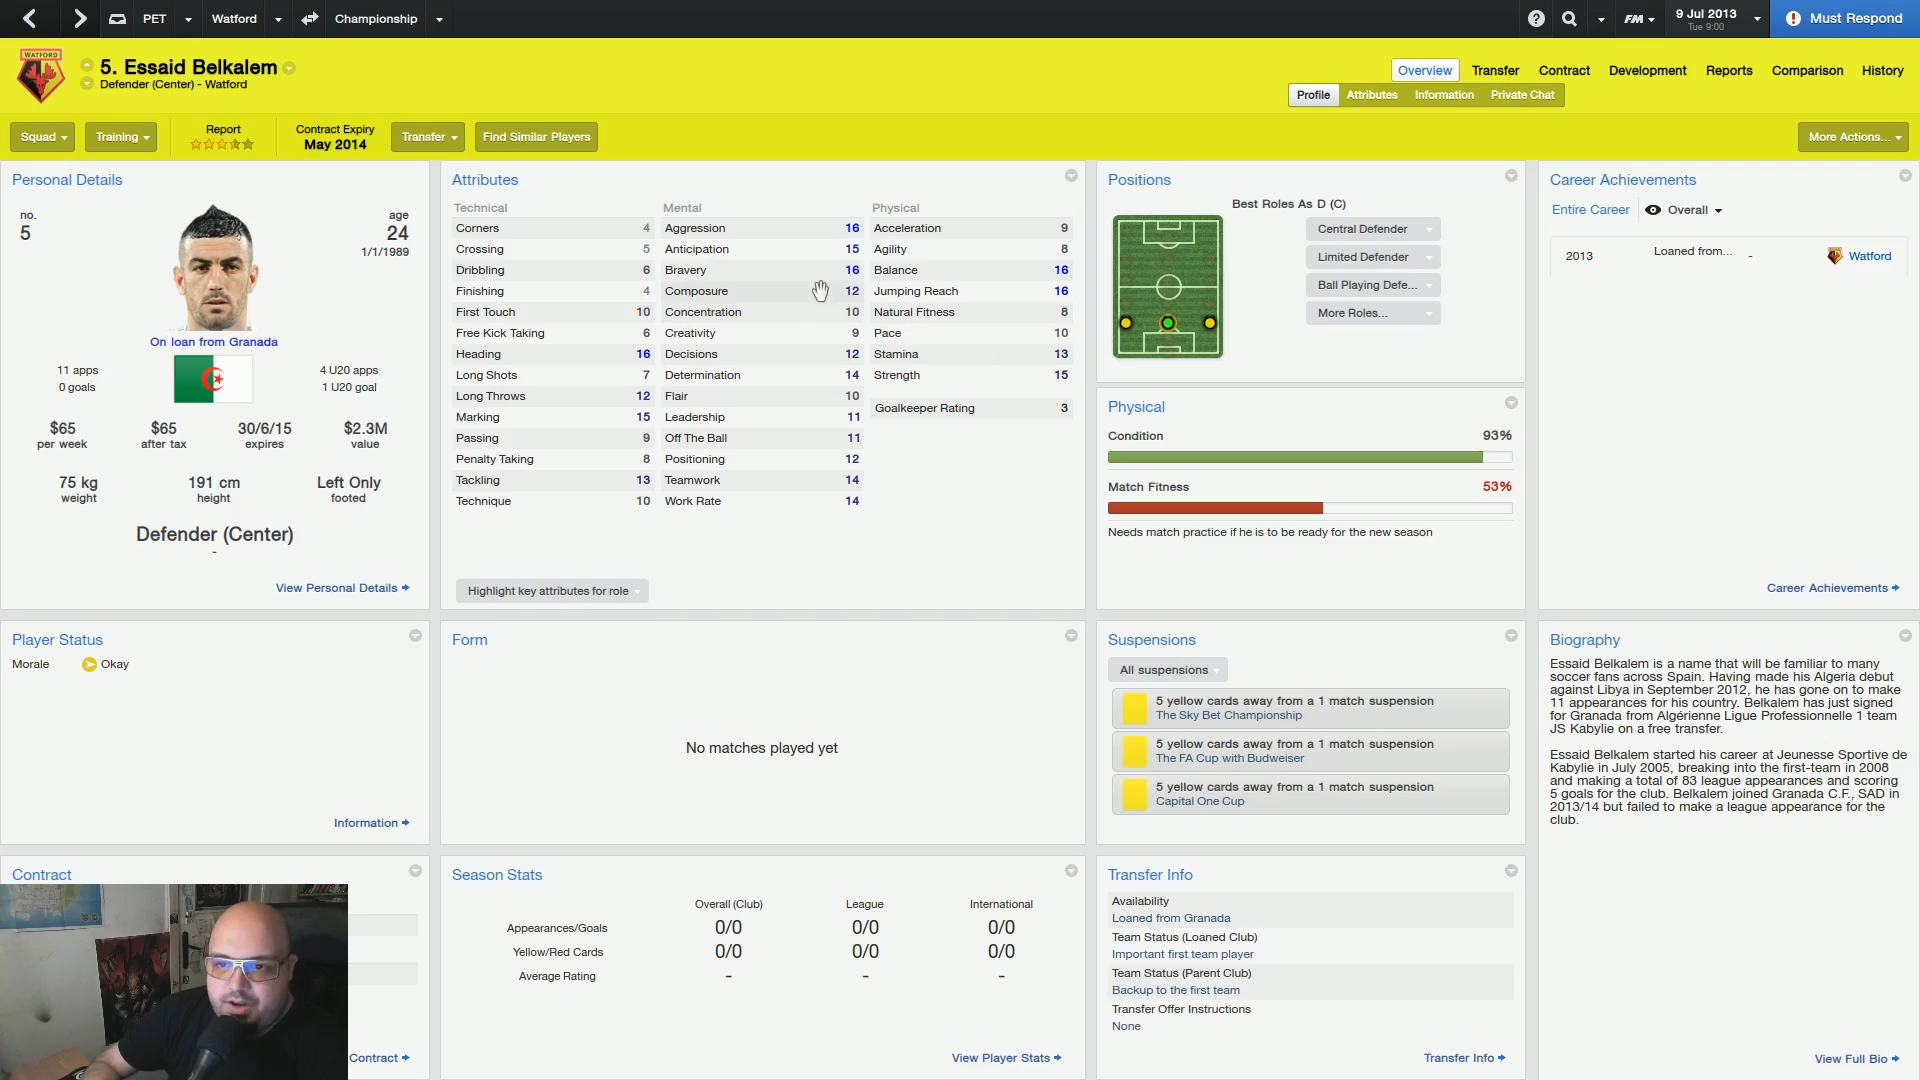 PET
Watford
Championship
FM
9 Jul 2013
Tue 9:00
Must Respond
WATFORD
5. Essaid Belkalem
Defender (Center) - Watford
Overview Transfer Contract Development Reports Comparison History
Profile Attributes Information Private Chat
Squad
Training
Report
Contract Expiry
May 2014
Transfer
Find Similar Players
More Actions...
Personal Details
no.
5
age
24
1/1/1989
On loan from Granada
11 apps
0 goals
4 U20 apps
1 U20 goal
$65
per week
$65
after tax
30/6/15
expires
$2.3M
value
75 kg
weight
191 cm
height
Left Only
footed
Defender (Center)
-
View Personal Details
Attributes
Technical
Corners 4
Crossing 5
Dribbling 6
Finishing 4
First Touch 10
Free Kick Taking 6
Heading 16
Long Shots 7
Long Throws 12
Marking 15
Passing 9
Penalty Taking 8
Tackling 13
Technique 10
Mental
Aggression 16
Anticipation 15
Bravery 16
Composure 12
Concentration 10
Creativity 9
Decisions 12
Determination 14
Flair 10
Leadership 11
Off The Ball 11
Positioning 12
Teamwork 14
Work Rate 14
Physical
Acceleration 9
Agility 8
Balance 16
Jumping Reach 16
Natural Fitness 8
Pace 10
Stamina 13
Strength 15
Goalkeeper Rating 3
Highlight key attributes for role
Positions
Best Roles As D (C)
Central Defender
Limited Defender
Ball Playing Defe...
More Roles...
Physical
Condition 93%
Match Fitness 53%
Needs match practice if he is to be ready for the new season
Career Achievements
Entire Career Overall
2013 Loaned from... - Watford
Career Achievements
Player Status
Morale Okay
Information
Form
No matches played yet
Suspensions
All suspensions
5 yellow cards away from a 1 match suspension
The Sky Bet Championship
5 yellow cards away from a 1 match suspension
The FA Cup with Budweiser
5 yellow cards away from a 1 match suspension
Capital One Cup
Biography
Essaid Belkalem is a name that will be familiar to many
soccer fans across Spain. Having made his Algeria debut
against Libya in September 2012, he has gone on to make
11 appearances for his country. Belkalem has just signed
for Granada from Algérienne Ligue Professionnelle 1 team
JS Kabylie on a free transfer.
Essaid Belkalem started his career at Jeunesse Sportive de
Kabylie in July 2005, breaking into the first-team in 2008
and making a total of 83 league appearances and scoring
5 goals for the club. Belkalem joined Granada C.F., SAD in
2013/14 but failed to make a league appearance for the
club.
View Full Bio
Contract
Contract
Season Stats
Overall (Club) League International
Appearances/Goals 0/0 0/0 0/0
Yellow/Red Cards 0/0 0/0 0/0
Average Rating - - -
View Player Stats
Transfer Info
Availability
Loaned from Granada
Team Status (Loaned Club)
Important first team player
Team Status (Parent Club)
Backup to the first team
Transfer Offer Instructions
None
Transfer Info